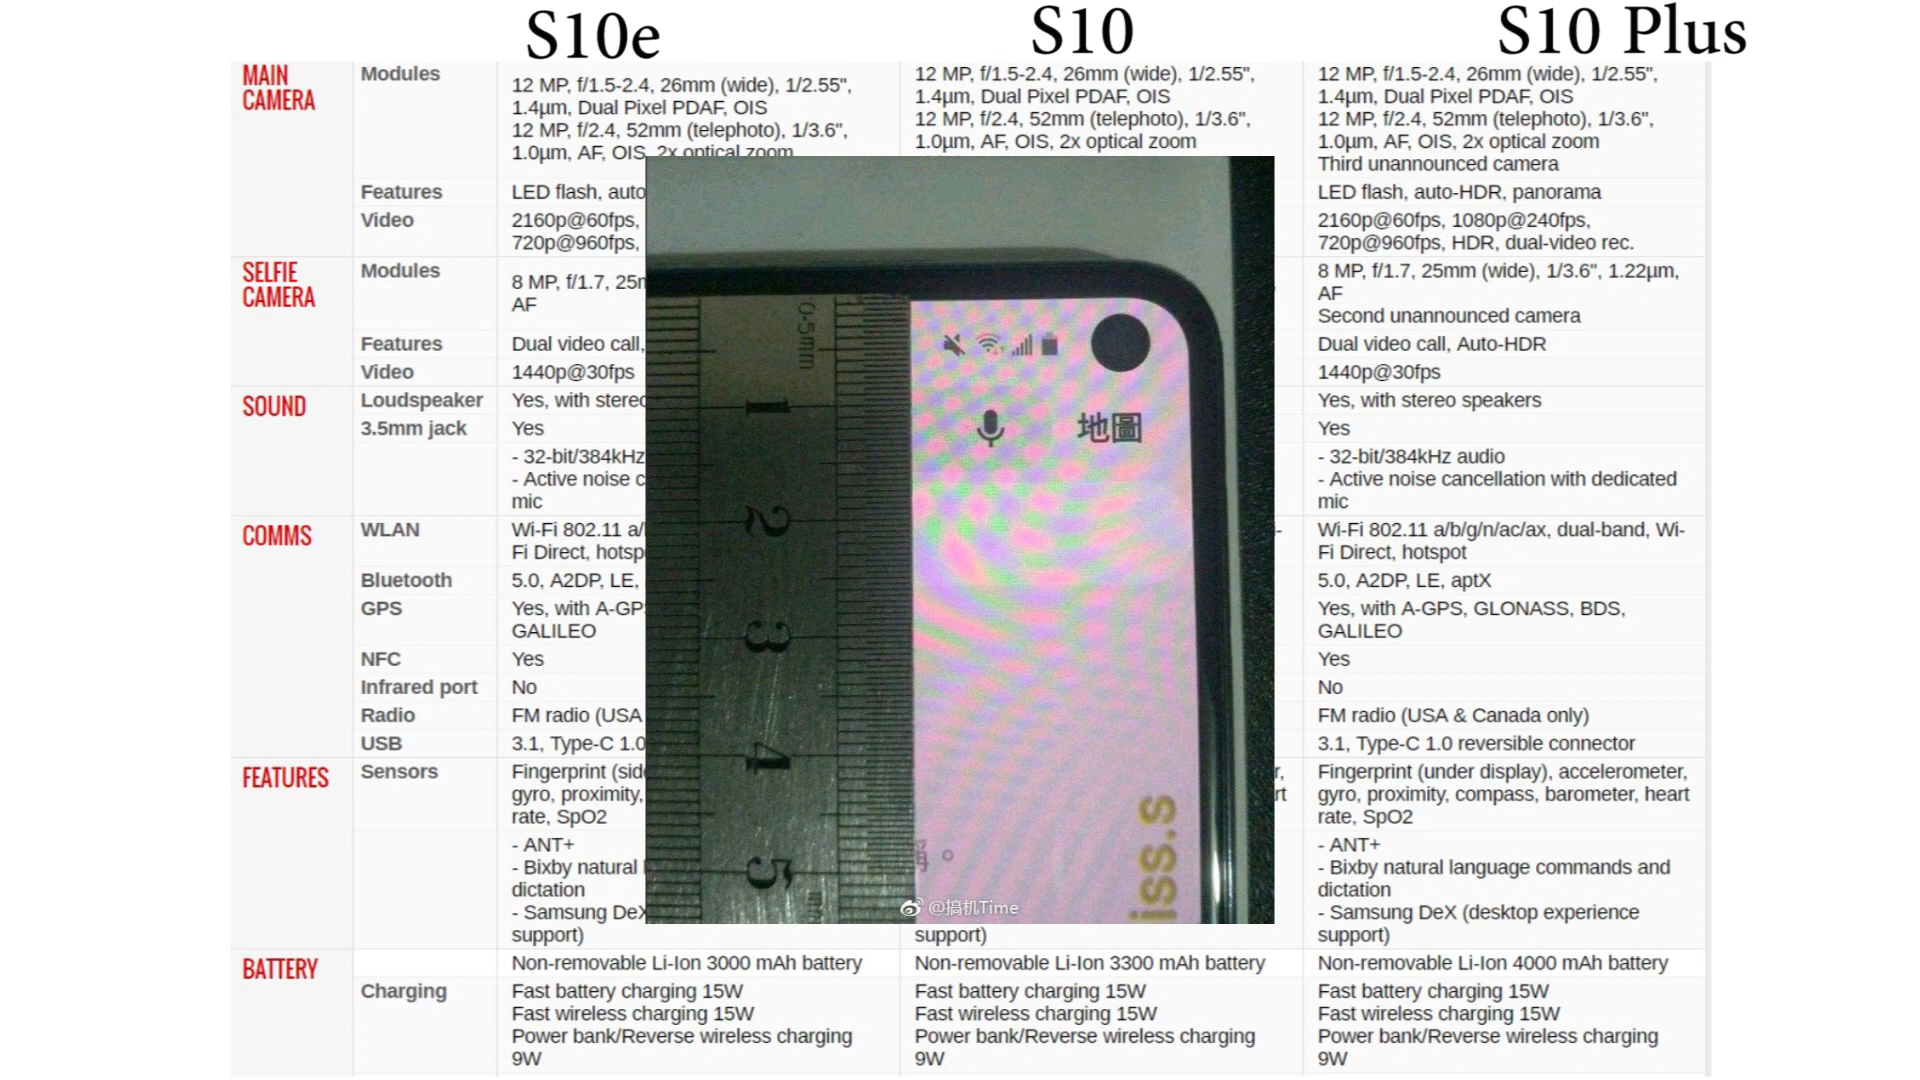 S10e S10 S10 Plus
MAIN CAMERA
Modules
12 MP, f/1.5-2.4, 26mm (wide), 1/2.55",
1.4µm, Dual Pixel PDAF, OIS
12 MP, f/2.4, 52mm (telephoto), 1/3.6",
1.0µm, AF, OIS, 2x optical zoom
12 MP, f/1.5-2.4, 26mm (wide), 1/2.55",
1.4µm, Dual Pixel PDAF, OIS
12 MP, f/2.4, 52mm (telephoto), 1/3.6",
1.0µm, AF, OIS, 2x optical zoom
12 MP, f/1.5-2.4, 26mm (wide), 1/2.55",
1.4µm, Dual Pixel PDAF, OIS
12 MP, f/2.4, 52mm (telephoto), 1/3.6",
1.0µm, AF, OIS, 2x optical zoom
Third unannounced camera
Features
LED flash,
LED flash, auto-HDR, panorama
Video
2160p@60fps,
720p@960fps,
2160p@60fps, 1080p@240fps,
720p@960fps, HDR, dual-video rec.
SELFIE CAMERA
Modules
8 MP, f/1.7,
AF
8 MP, f/1.7, 25mm (wide), 1/3.6", 1.22µm,
AF
Second unannounced camera
Features
Dual video call,
Dual video call, Auto-HDR
Video
1440p@30fps
1440p@30fps
SOUND
Loudspeaker
Yes, with
Yes, with stereo speakers
3.5mm jack
Yes
Yes
- 32-bit/384kHz
- Active noise
mic
- 32-bit/384kHz audio
- Active noise cancellation with dedicated
mic
COMMS
WLAN
Wi-Fi 802.11
Fi Direct,
Wi-Fi 802.11 a/b/g/n/ac/ax, dual-band, Wi-
Fi Direct, hotspot
Bluetooth
5.0, A2DP, LE,
5.0, A2DP, LE, aptX
GPS
Yes, with
GALILEO
Yes, with A-GPS, GLONASS, BDS,
GALILEO
NFC
Yes
Yes
Infrared port
No
No
Radio
FM radio (USA
FM radio (USA & Canada only)
USB
3.1, Type-C 1.0
3.1, Type-C 1.0 reversible connector
FEATURES
Sensors
Fingerprint
gyro, proximity,
rate, SpO2
Fingerprint (under display), accelerometer,
gyro, proximity, compass, barometer, heart
rate, SpO2
- ANT+
- Bixby natural
dictation
- Samsung DeX
support)
support)
- ANT+
- Bixby natural language commands and
dictation
- Samsung DeX (desktop experience
support)
BATTERY
Non-removable Li-Ion 3000 mAh battery
Non-removable Li-Ion 3300 mAh battery
Non-removable Li-Ion 4000 mAh battery
Charging
Fast battery charging 15W
Fast wireless charging 15W
Power bank/Reverse wireless charging
9W
Fast battery charging 15W
Fast wireless charging 15W
Power bank/Reverse wireless charging
9W
Fast battery charging 15W
Fast wireless charging 15W
Power bank/Reverse wireless charging
9W
0.5mm
1
2
3
4
5
地圖
iss.s
@搞机Time